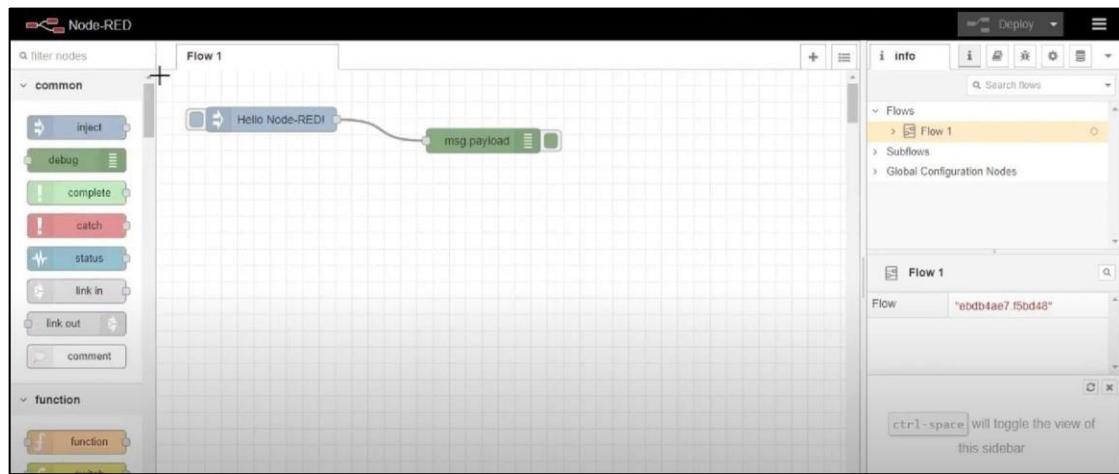 Node-RED
Deploy
filter nodes
Flow 1
info
i
Search flows
common
inject
debug
complete
catch
status
link in
link out
comment
function
function
switch
Hello Node-RED!
msg.payload
Flows
Flow 1
Subflows
Global Configuration Nodes
Flow 1
Flow "ebdb4ae7.f5bd48"
ctrl-space will toggle the view of
this sidebar